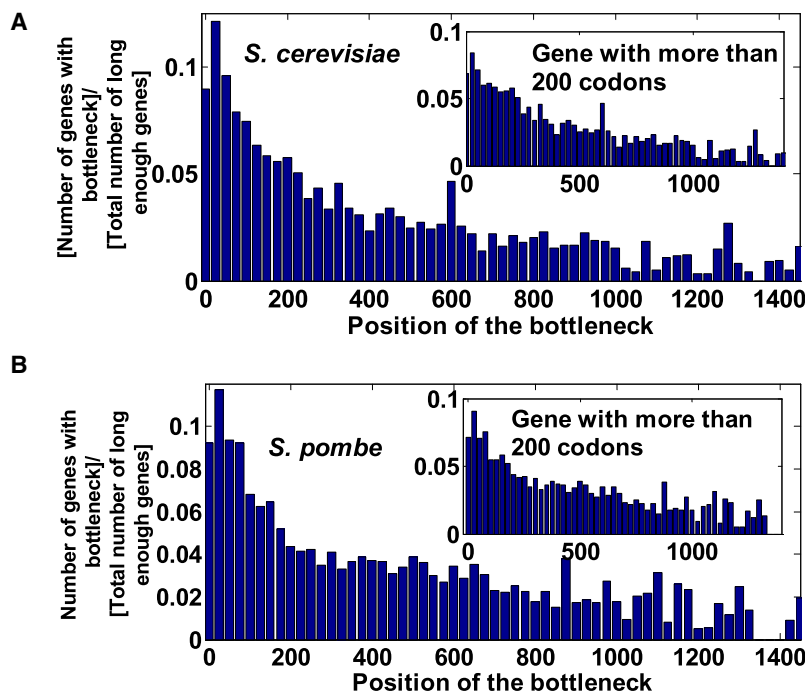 A
S. cerevisiae
Gene with more than
200 codons
0.1
0.05
0
0 500 1000
[Number of genes with
bottleneck]/
[Total number of long
enough genes]
0.1
0.05
0
0 200 400 600 800 1000 1200 1400
Position of the bottleneck
B
S. pombe
Gene with more than
200 codons
0.1
0.05
0
0 500 1000
Number of genes with
bottleneck]/
[Total number of long
enough genes]
0.1
0.08
0.06
0.04
0.02
0
0 200 400 600 800 1000 1200 1400
Position of the bottleneck